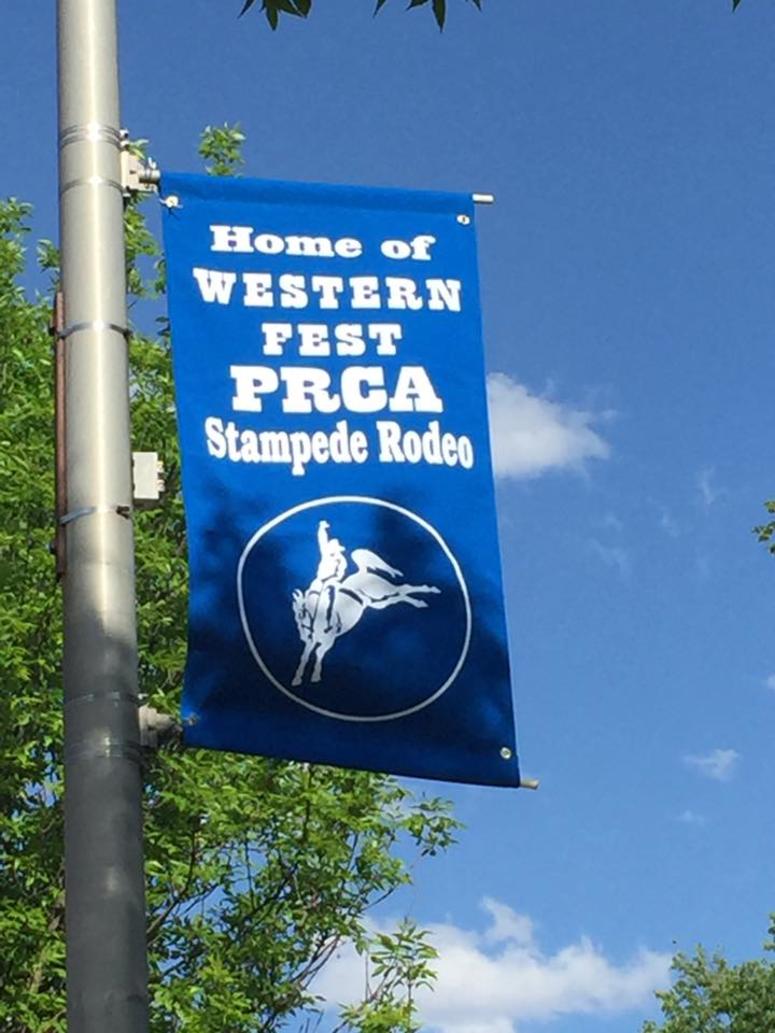 Home of
WESTERN
FEST
PRCA
Stampede Rodeo